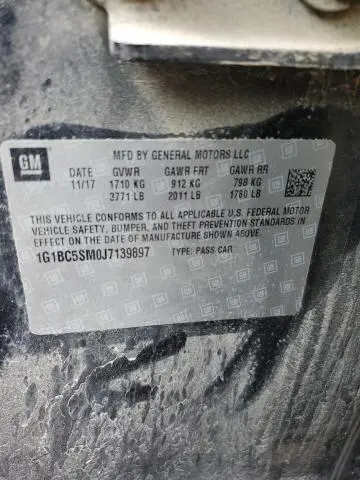 GM
MFD BY GENERAL MOTORS LLC
DATE GVWR GAWR FRT GAWR RR
11/17 1710 KG 912 KG 798 KG
3771 LB 2011 LB 1760 LB
THIS VEHICLE CONFORMS TO ALL APPLICABLE U.S. FEDERAL MOTOR
VEHICLE SAFETY, BUMPER, AND THEFT PREVENTION STANDARDS IN
EFFECT ON THE DATE OF MANUFACTURE SHOWN ABOVE.
1G1BC5SM0J7139897 TYPE: PASS CAR